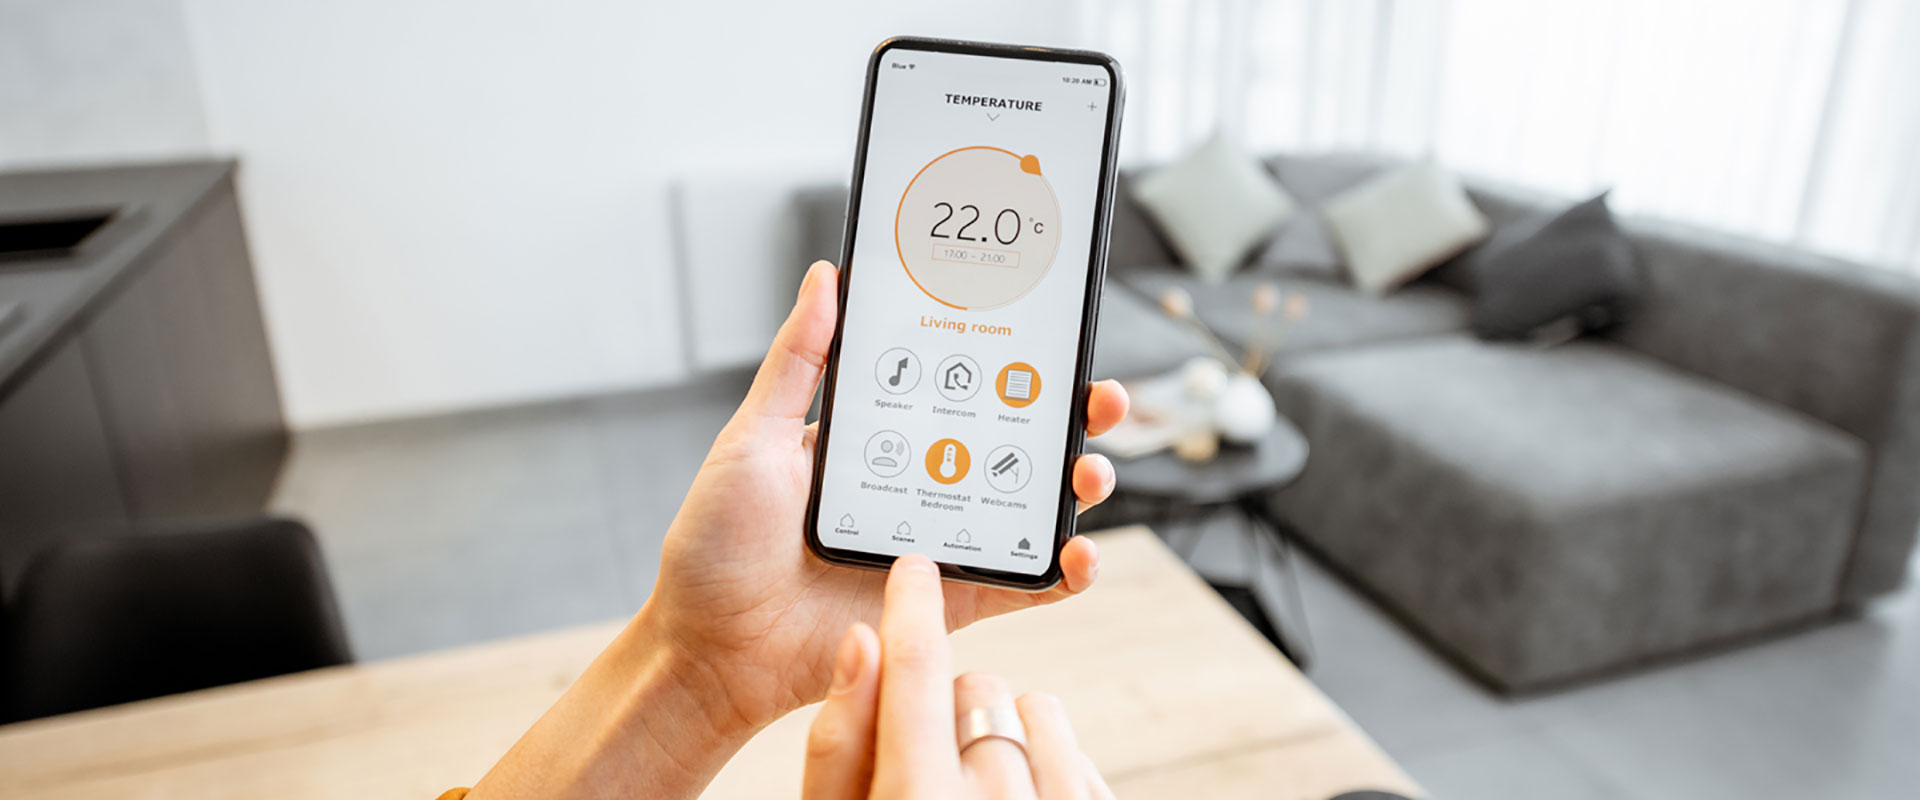 Blue
10:20 AM
TEMPERATURE
+
22.0 °C
17:00 - 21:00
Living room
Speaker
Intercom
Heater
Broadcast
Thermostat
Bedroom
Webcams
Control
Scenes
Automation
Settings